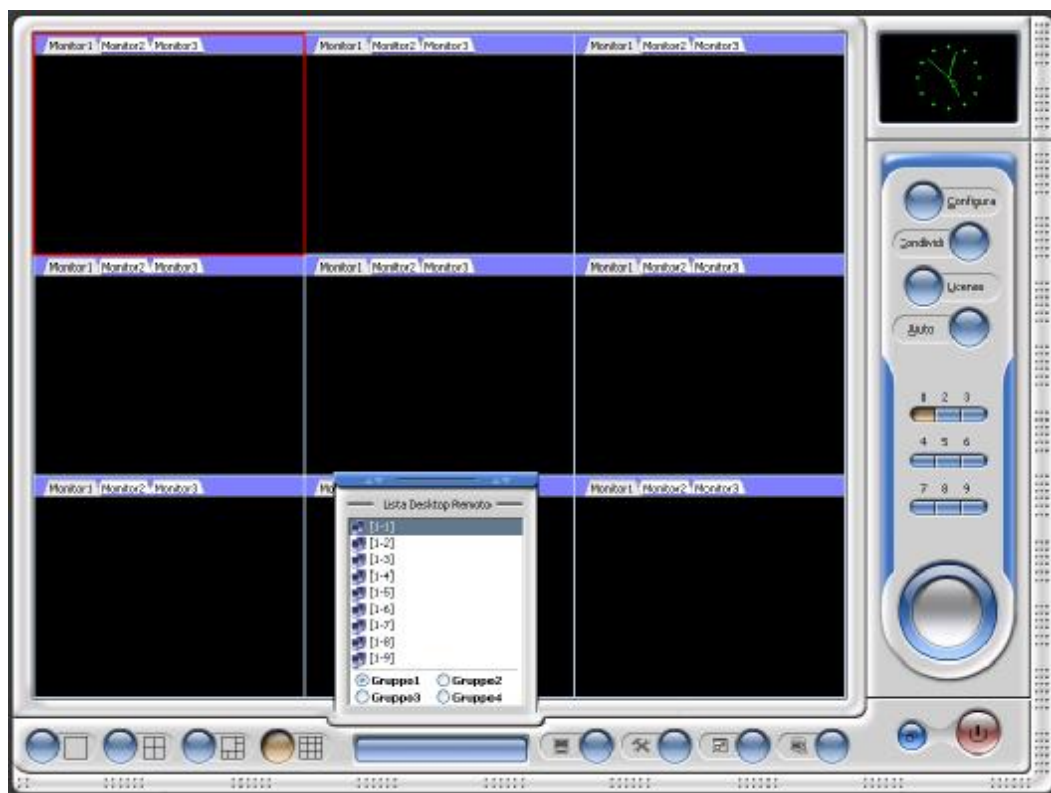 Monitor1 Monitor2 Monitor3 Monitor1 Monitor2 Monitor3 Monitor1 Monitor2 Monitor3
Configura
Condividi
License
Aiuto
Monitor1 Monitor2 Monitor3 Monitor1 Monitor2 Monitor3 Monitor1 Monitor2 Monitor3
1 2 3
4 5 6
7 8 9
Monitor1 Monitor2 Monitor3 Mo Monitor1 Monitor2 Monitor3
Lista Desktop Remoto
[1-1]
[1-2]
[1-3]
[1-4]
[1-5]
[1-6]
[1-7]
[1-8]
[1-9]
Gruppo1 Gruppo2
Gruppo3 Gruppo4